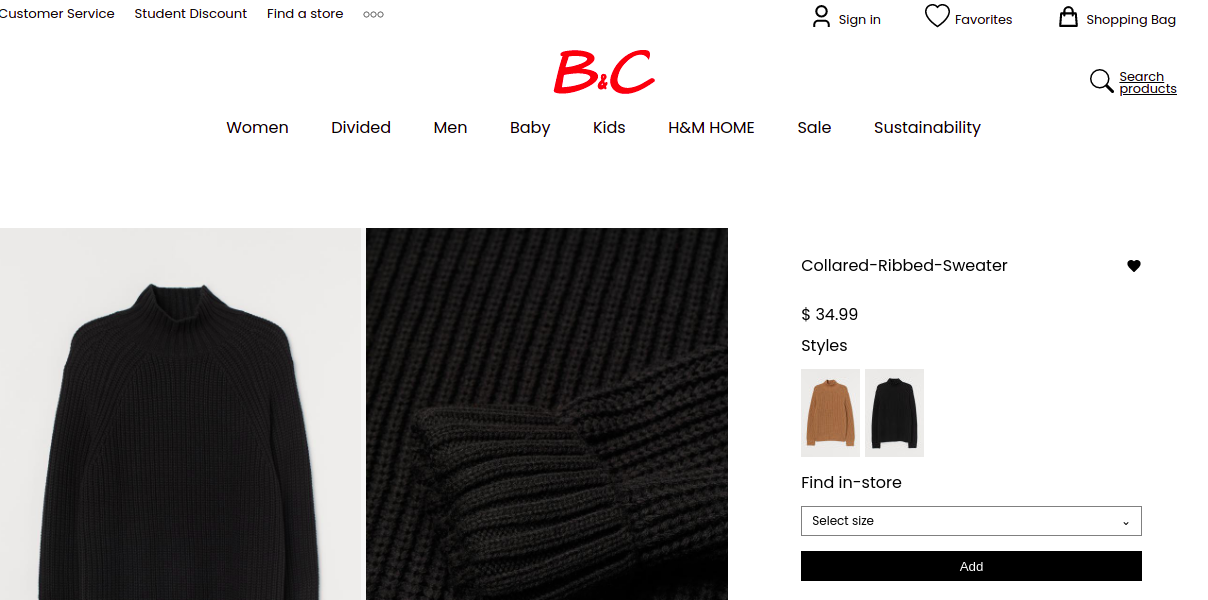 Customer Service Student Discount Find a store
Sign in Favorites Shopping Bag
B&C
Search
products
Women Divided Men Baby Kids H&M HOME Sale Sustainability
Collared-Ribbed-Sweater
$ 34.99
Styles
Find in-store
Select size
Add